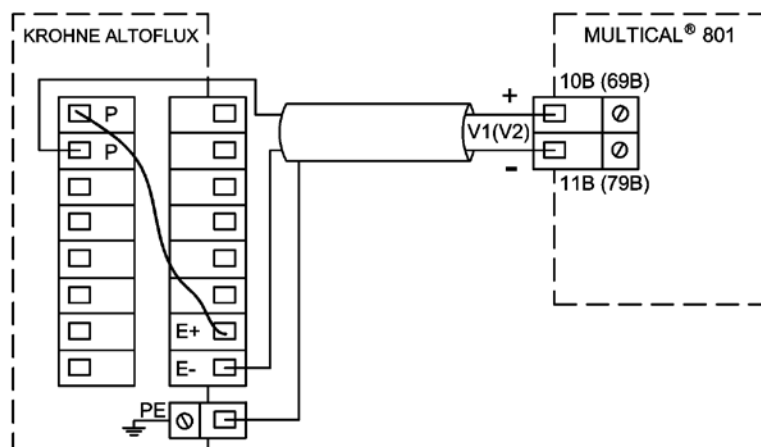 KROHNE ALTOFLUX
MULTICAL® 801
P
P
E+
E-
PE
+
V1(V2)
-
10B (69B)
11B (79B)